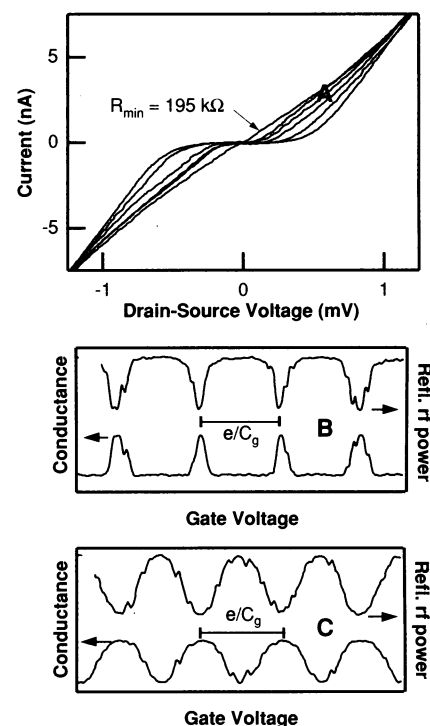 5
A
R_min = 195 kΩ
Current (nA)
0
-5
-1
0
1
Drain-Source Voltage (mV)
Conductance
Refl. rf power
e/C_g
B
Gate Voltage
Conductance
Refl. rf power
e/C_g
C
Gate Voltage